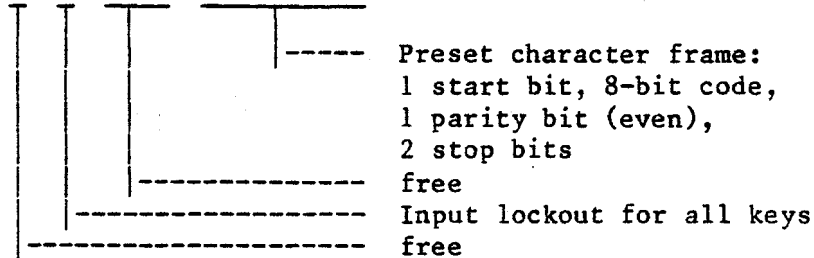 Preset character frame:
1 start bit, 8-bit code,
1 parity bit (even),
2 stop bits
free
Input lockout for all keys
free